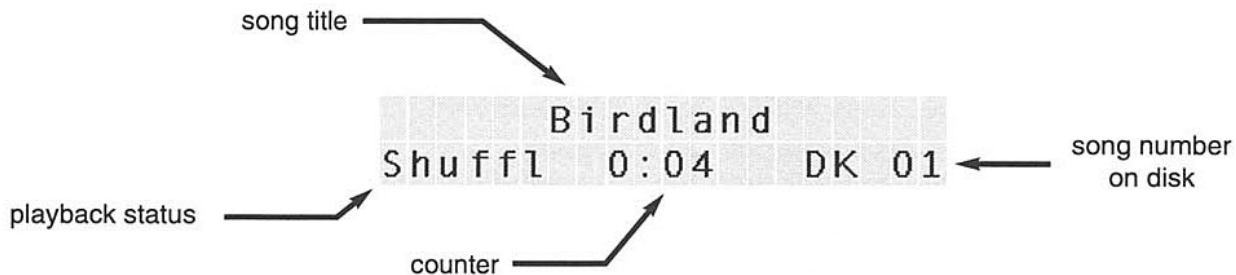 song title
Birdland
Shuffl 0:04 DK 01
song number
on disk
playback status
counter